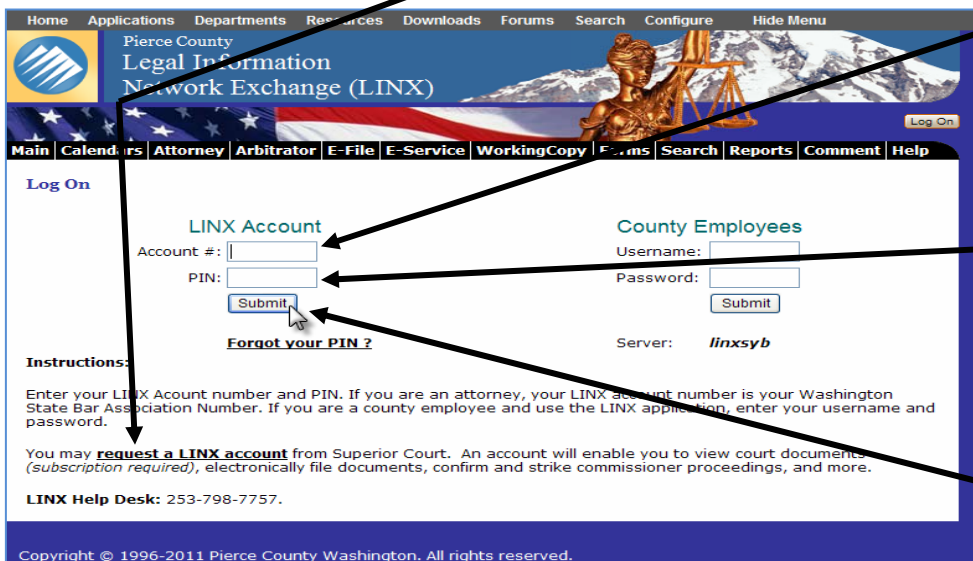 Home Applications Departments Resources Downloads Forums Search Configure Hide Menu
Pierce County
Legal Information
Network Exchange (LINX)
Log On
Main Calendars Attorney Arbitrator E-File E-Service WorkingCopy Forms Search Reports Comment Help
Log On
LINX Account County Employees
Account #: Username:
PIN: Password:
Submit Submit
Forgot your PIN ? Server: linxsyb
Instructions:
Enter your LINX Acount number and PIN. If you are an attorney, your LINX account number is your Washington
State Bar Association Number. If you are a county employee and use the LINX application, enter your username and
password.
You may request a LINX account from Superior Court. An account will enable you to view court documents
(subscription required), electronically file documents, confirm and strike commissioner proceedings, and more.
LINX Help Desk: 253-798-7757.
Copyright © 1996-2011 Pierce County Washington. All rights reserved.